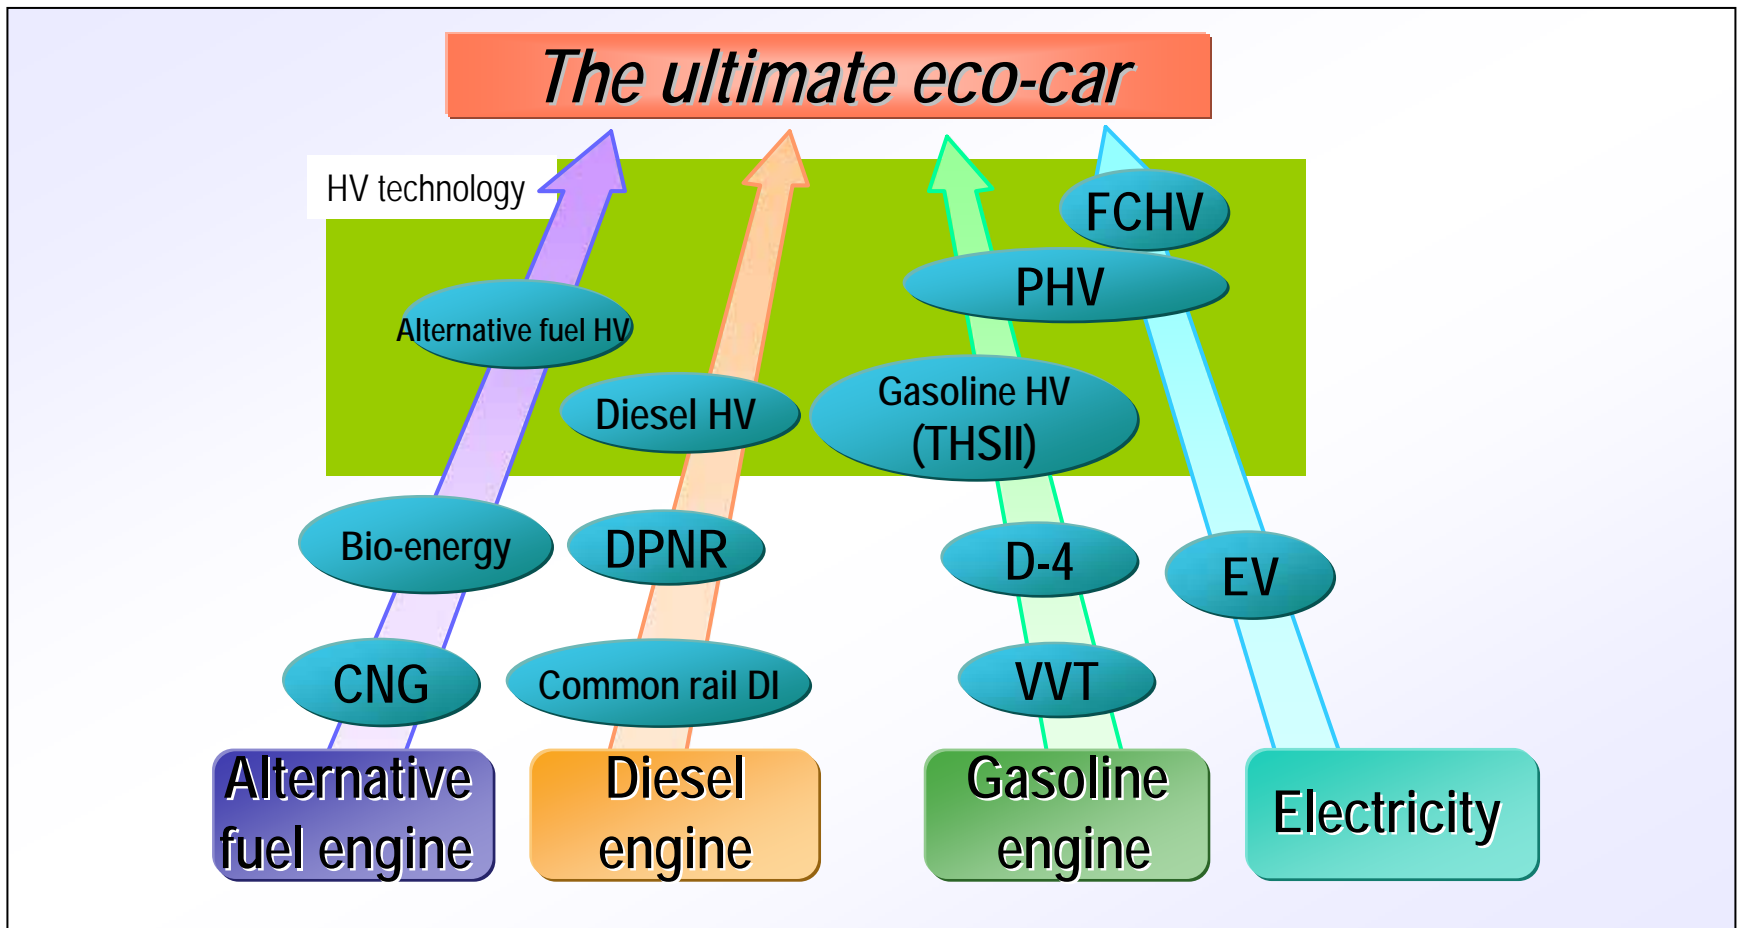 The ultimate eco-car
HV technology
FCHV
PHV
Alternative fuel HV
Diesel HV
Gasoline HV
(THSII)
Bio-energy
DPNR
D-4
EV
CNG
Common rail DI
VVT
Alternative
fuel engine
Diesel
engine
Gasoline
engine
Electricity